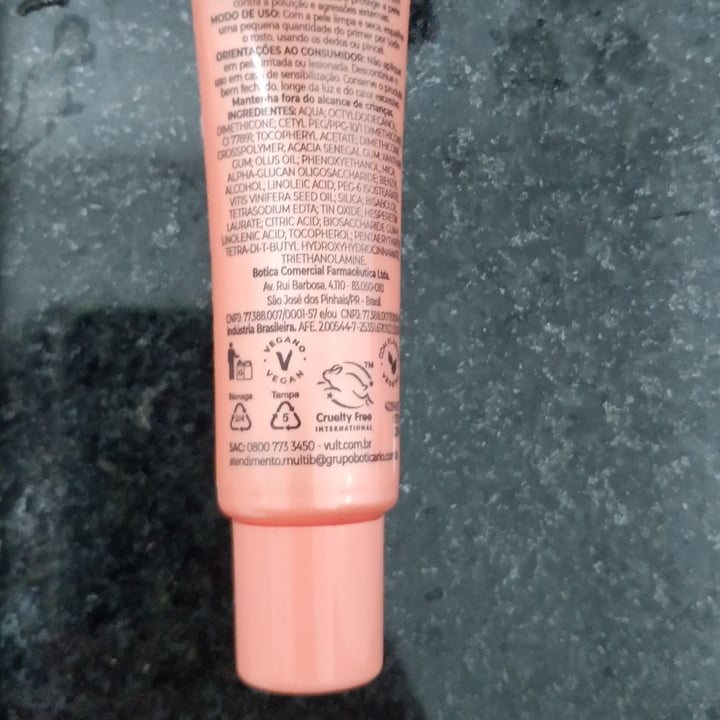 e protege a pele
contra a poluição e agressões externas.
MODO DE USO: Com a pele limpa e seca, espalhe
uma pequena quantidade do primer por todo
o rosto, usando os dedos ou pincel.
ORIENTAÇÕES AO CONSUMIDOR: Não aplique
em pele irritada ou lesionada. Descontinue o
uso em caso de sensibilização. Conserve o produto
bem fechado, longe da luz e do calor excessivo.
Mantenha fora do alcance de crianças.
INGREDIENTES: AQUA; OCTYLDODECANOL;
DIMETHICONE; CETYL PEG/PPG-10/1 DIMETHICONE;
CI 77891; TOCOPHERYL ACETATE; DIMETHICONE
CROSSPOLYMER; ACACIA SENEGAL GUM; XANTHAN
GUM; OLUS OIL; PHENOXYETHANOL; MICA;
ALPHA-GLUCAN OLIGOSACCHARIDE; BENZYL
ALCOHOL; LINOLEIC ACID; PEG-6 ISOSTEARATE;
VITIS VINIFERA SEED OIL; SILICA; BISABOLOL;
TETRASODIUM EDTA; TIN OXIDE; HESPERETIN
LAURATE; CITRIC ACID; BIOSACCHARIDE GUM-
LINOLENIC ACID; TOCOPHEROL; PENTAERYTHRITYL
TETRA-DI-T-BUTYL HYDROXYHYDROCINNAMATE;
TRIETHANOLAMINE.
Botica Comercial Farmacêutica Ltda.
Av. Rui Barbosa, 4.110 - 83.050-010
São José dos Pinhais/PR - Brasil
CNPJ: 77.388.007/0001-57 e/ou CNPJ: 77.388.007
Indústria Brasileira. AFE. 2.00544-7
VEGANO
VEGAN
TM
Bisnaga
Tampa
5
Cruelty Free
INTERNATIONAL
SAC: 0800 773 3450 - vult.com.br
atendimento.multib@grupoboticario.com